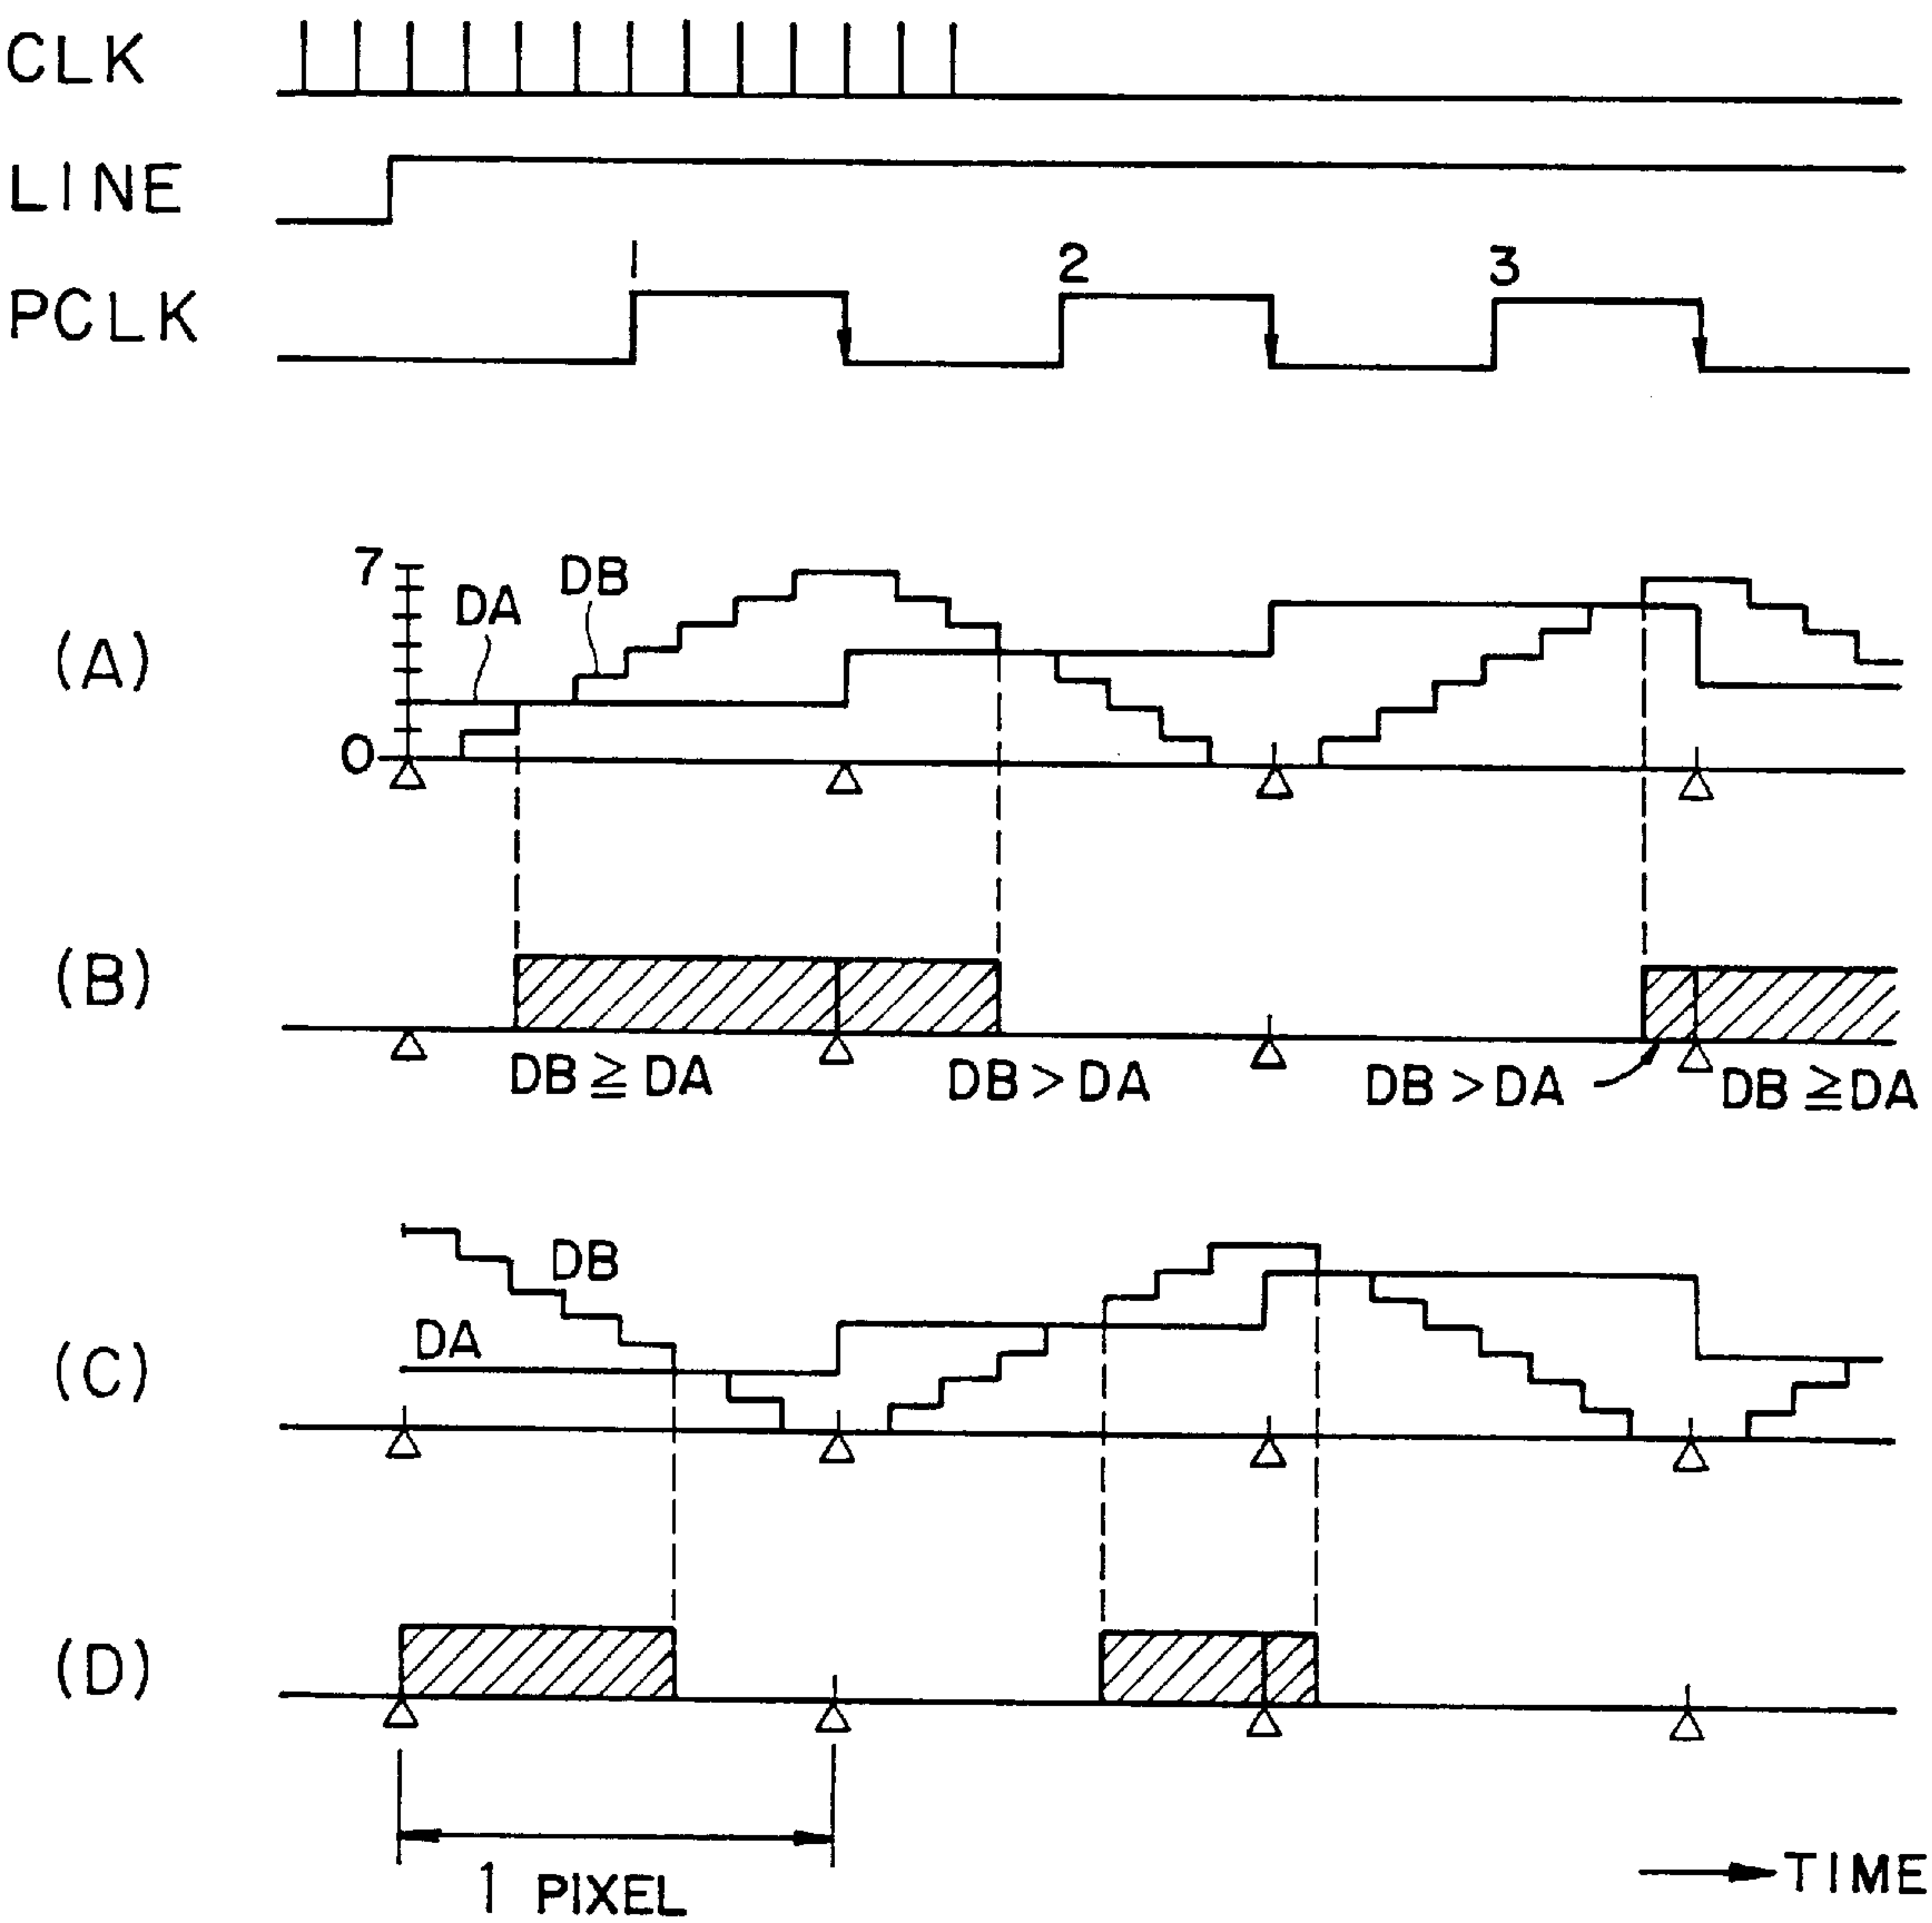 CLK
LINE
1 2 3
PCLK
7
DA DB
(A)
0
(B)
DB ≧ DA DB > DA DB > DA DB ≧ DA
DB
DA
(C)
(D)
1 PIXEL
TIME